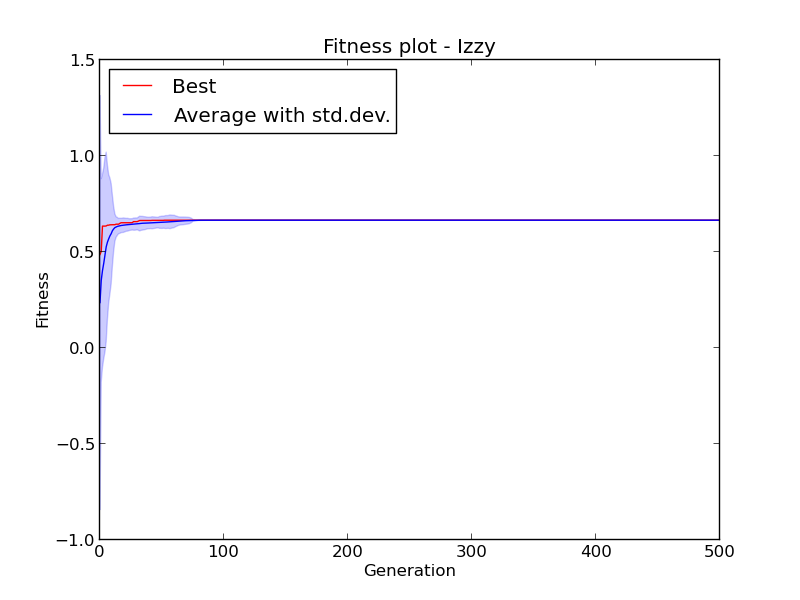 Fitness plot - Izzy
Best
Average with std.dev.
1.5
1.0
0.5
0.0
−0.5
−1.0
Fitness
0 100 200 300 400 500
Generation